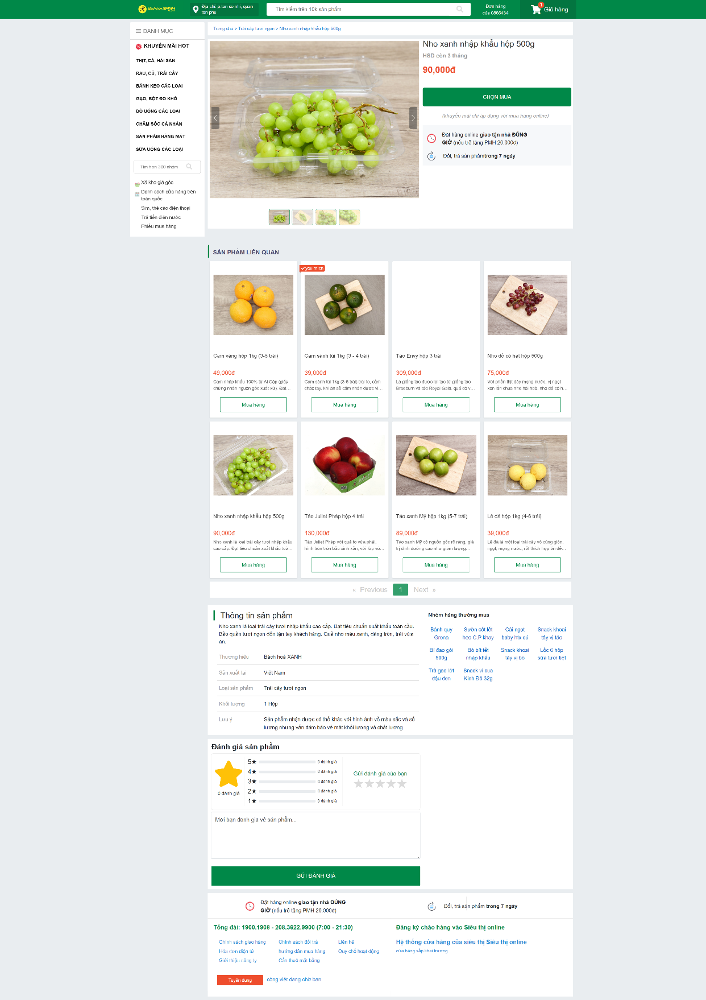 Bách hóa XANH
Địa chỉ: p.tan so nhi, quan
tan phu
Tìm kiếm trên 10k sản phẩm
Đơn hàng
của 0866434
1
Giỏ hàng
DANH MỤC
KHUYẾN MÃI HOT
THỊT, CÁ, HẢI SẢN
RAU, CỦ, TRÁI CÂY
BÁNH KẸO CÁC LOẠI
GẠO, BỘT ĐỒ KHÔ
ĐỒ UỐNG CÁC LOẠI
CHĂM SÓC CÁ NHÂN
SẢN PHẨM HÀNG MÁT
SỮA UỐNG CÁC LOẠI
Tìm hơn 300 nhóm
Xả kho giá gốc
Danh sách cửa hàng trên
toàn quốc
Sim, thẻ cào điện thoại
Trả tiền điện nước
Phiếu mua hàng
Trang chủ > Trái cây tươi ngon > Nho xanh nhập khẩu hộp 500g
Nho xanh nhập khẩu hộp 500g
HSD còn 3 tháng
90,000đ
CHỌN MUA
(khuyến mãi chỉ áp dụng với mua hàng online)
Đặt hàng online giao tận nhà ĐÚNG
GIỜ (nếu trễ tặng PMH 20.000đ)
Đổi, trả sản phẩmtrong 7 ngày
SẢN PHẨM LIÊN QUAN
Cam vàng hộp 1kg (3-5 trái)
49,000đ
Cam nhập khẩu 100% từ Ai Cập (giấy
chứng nhận nguồn gốc xuất xứ). Đạt...
Mua hàng
yêu thích
Cam sành túi 1kg (3 - 4 trái)
39,000đ
Cam sành túi 1kg (3-5 trái) trái to, cầm
chắc tay, khi ăn sẽ cảm nhận được vị...
Mua hàng
Táo Envy hộp 3 trái
309,000đ
Là giống táo được lai tạo từ giống táo
Braeburn và táo Royal Gala, quả có v...
Mua hàng
Nho đỏ có hạt hộp 500g
75,000đ
Với phần thịt dày mọng nước, vị ngọt
xen lẫn chua nhẹ hài hoà, nho đỏ có h...
Mua hàng
Nho xanh nhập khẩu hộp 500g
90,000đ
Nho xanh là loại trái cây tươi nhập khẩu
cao cấp. Đạt tiêu chuẩn xuất khẩu toà...
Mua hàng
Táo Juliet Pháp hộp 4 trái
130,000đ
Táo Juliet Pháp với quả to vừa phải,
hình tròn tròn bầu xinh xắn, với lớp vỏ...
Mua hàng
Táo xanh Mỹ hộp 1kg (5-7 trái)
89,000đ
Táo xanh Mỹ có nguồn gốc rõ ràng, giá
trị dinh dưỡng cao như giảm lượng...
Mua hàng
Lê đá hộp 1kg (4-6 trái)
39,000đ
Lê đá là một loại trái cây vô cùng giòn,
ngọt, mọng nước, rất thích hợp ăn để...
Mua hàng
« Previous 1 Next »
Thông tin sản phẩm
Nho xanh là loại trái cây tươi nhập khẩu cao cấp. Đạt tiêu chuẩn xuất khẩu toàn cầu.
Bảo quản tươi ngon đến tận tay khách hàng. Quả nho màu xanh, dáng tròn, trái vừa
ăn.
Thương hiệu Bách hoá XANH
Sản xuất tại Việt Nam
Loại sản phẩm Trái cây tươi ngon
Khối lượng 1 Hộp
Lưu ý Sản phẩm nhận được có thể khác với hình ảnh về màu sắc và số
lượng nhưng vẫn đảm bảo về mặt khối lượng và chất lượng
Nhóm hàng thường mua
Bánh quy Sườn cốt lết Cải ngọt Snack khoai
Grona heo C.P khay baby htx củ tây vị táo
Bí đao gói Bò bít tết Snack khoai Lốc 6 hộp
500g nhập khẩu tây vị bò sữa tươi tiệt
Trà gạo lứt Snack vị cua
đậu đen Kinh Đô 32g
Đánh giá sản phẩm
0 đánh giá
5★ 0 đánh giá
4★ 0 đánh giá
3★ 0 đánh giá
2★ 0 đánh giá
1★ 0 đánh giá
Gửi đánh giá của bạn
Mời bạn đánh giá về sản phẩm...
GỬI ĐÁNH GIÁ
Đặt hàng online giao tận nhà ĐÚNG
GIỜ (nếu trễ tặng PMH 20.000đ)
Đổi, trả sản phẩm trong 7 ngày
Tổng đài: 1900.1908 - 208.3622.9900 (7:00 - 21:30)
Chính sách giao hàng Chính sách đổi trả Liên hệ
Hóa đơn điện tử hướng dẫn mua hàng Quy chế hoạt động
Giới thiệu công ty Cần thuê mặt bằng
Tuyển dụng công việt đang chờ bạn
Đăng ký chào hàng vào Siêu thị online
Hệ thống cửa hàng của siêu thị Siêu thị online
cửa hàng sắp khai trương